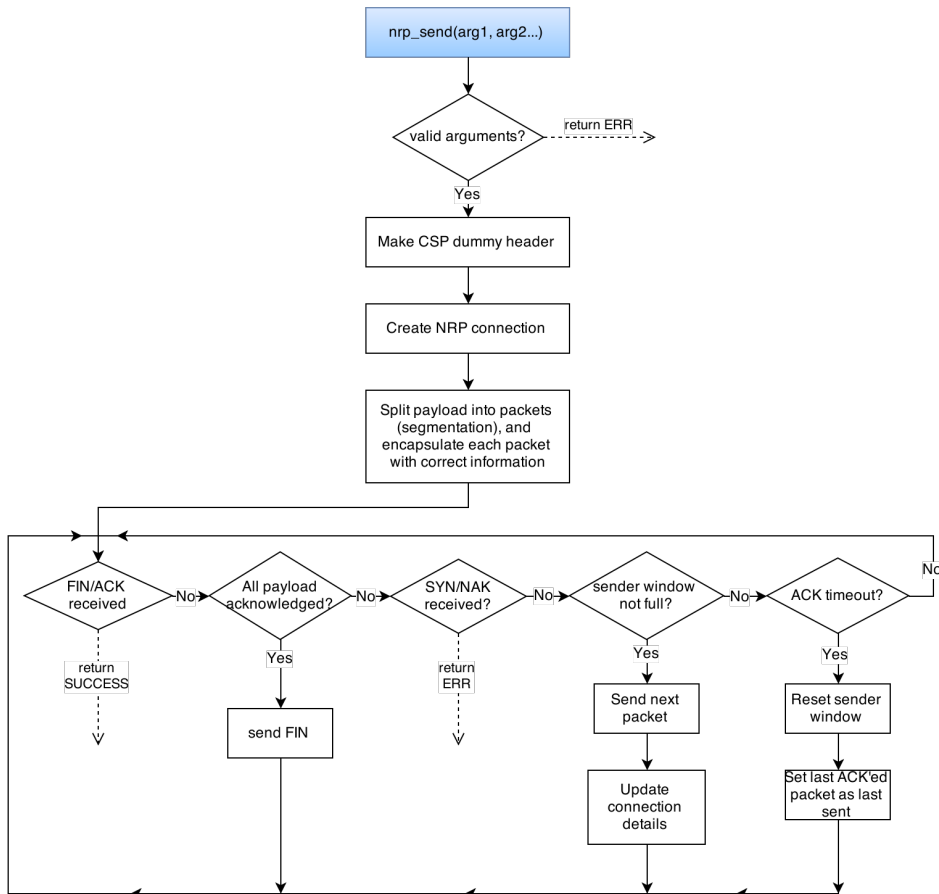 nrp_send(arg1, arg2...)
valid arguments?
return ERR
Yes
Make CSP dummy header
Create NRP connection
Split payload into packets
(segmentation), and
encapsulate each packet
with correct information
FIN/ACK
received
No
All payload
acknowledged?
No
SYN/NAK
received?
No
sender window
not full?
No
ACK timeout?
No
return
SUCCESS
Yes
send FIN
return
ERR
Yes
Send next
packet
Update
connection
details
Yes
Reset sender
window
Set last ACK'ed
packet as last
sent